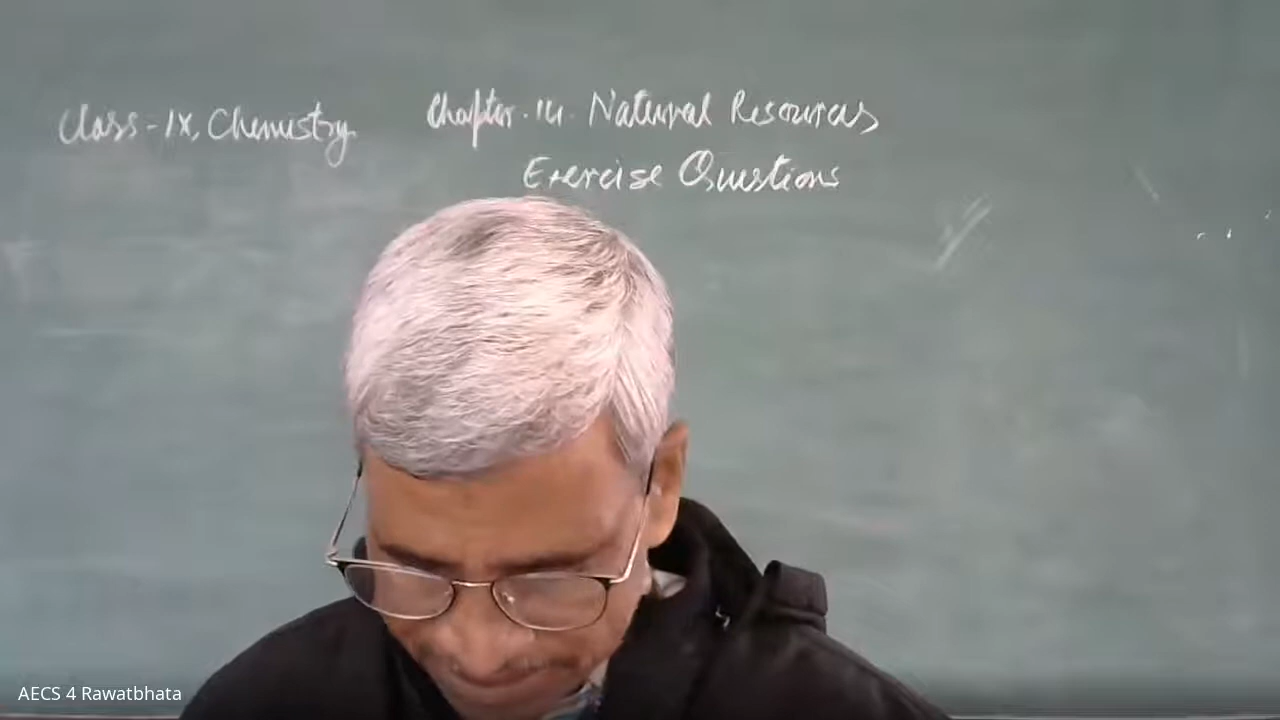 Class-IX, Chemistry
Chapter-14. Natural Resources
Exercise Questions
AECS 4 Rawatbhata